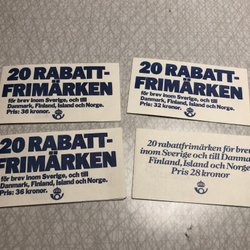 20 RABATT-
FRIMÄRKEN
för brev inom Sverige, och till
Danmark, Finland, Island och Norge.
Pris: 36 kronor.
20 RABATT-
FRIMÄRKEN
för brev inom Sverige, och till
Danmark, Finland, Island och Norge.
Pris: 32 kronor.
20 RABATT-
FRIMÄRKEN
för brev inom Sverige, och till
Danmark, Finland, Island och Norge.
Pris: 36 kronor.
20 rabattfrimärken för brev
inom Sverige och till Danmark
Finland, Island och Norge
Pris 28 kronor